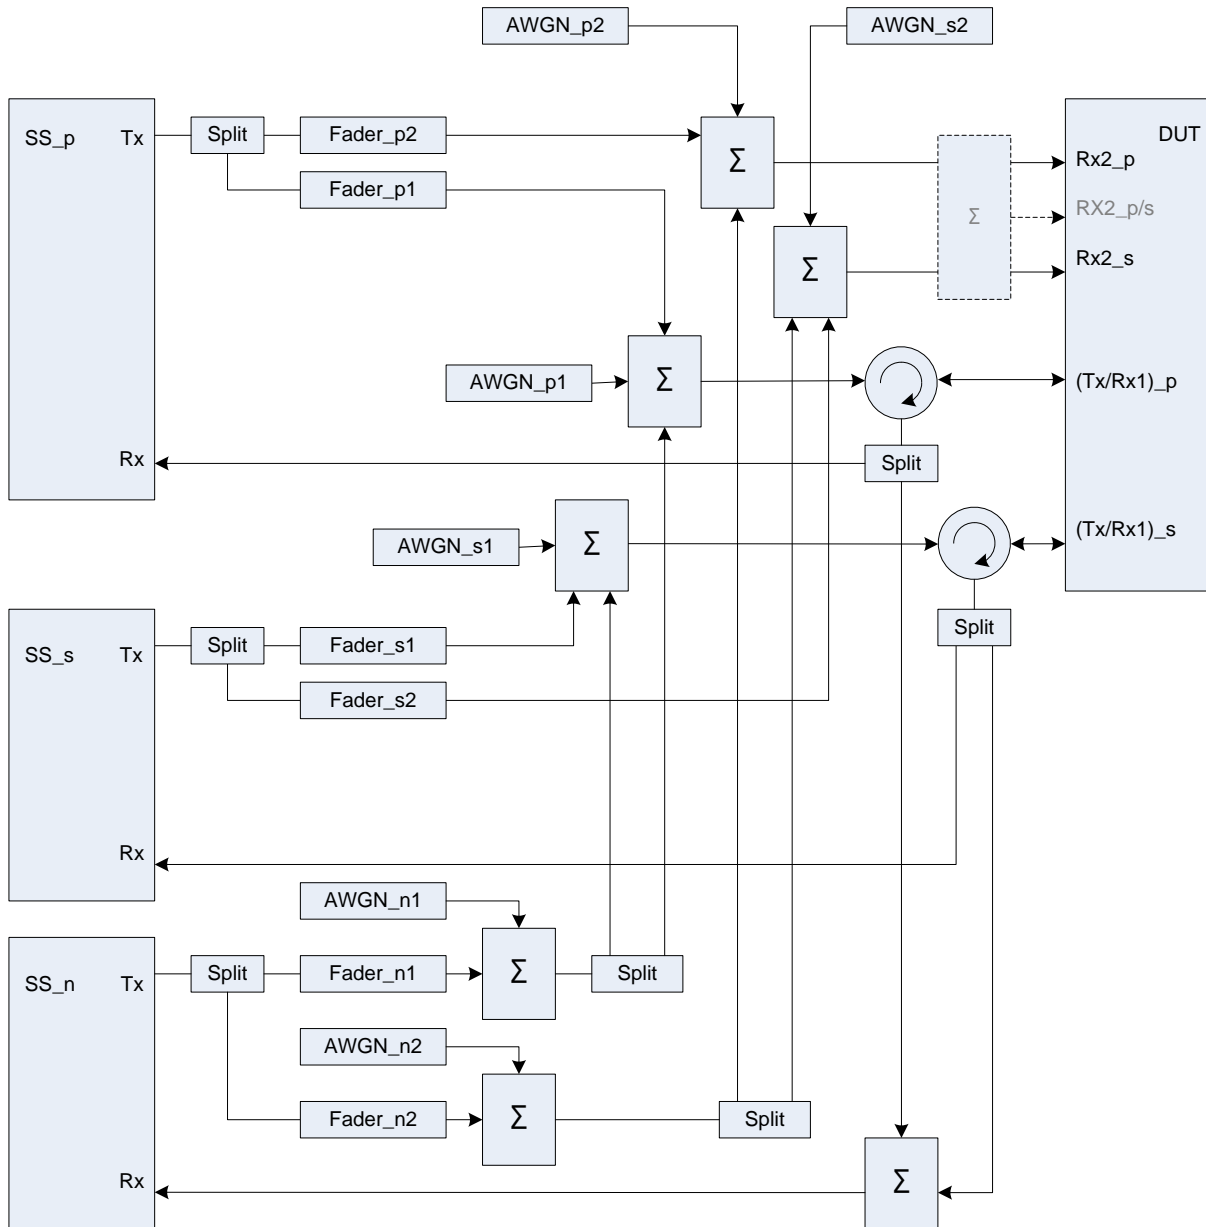 AWGN_p2
AWGN_s2
SS_p
Tx
Split
Fader_p2
Σ
DUT
Rx2_p
Fader_p1
Σ
RX2_p/s
Σ
Rx2_s
AWGN_p1
Σ
(Tx/Rx1)_p
Rx
Split
AWGN_s1
Σ
(Tx/Rx1)_s
SS_s
Tx
Split
Fader_s1
Split
Fader_s2
Rx
AWGN_n1
SS_n
Tx
Split
Fader_n1
Σ
Split
AWGN_n2
Fader_n2
Σ
Split
Rx
Σ